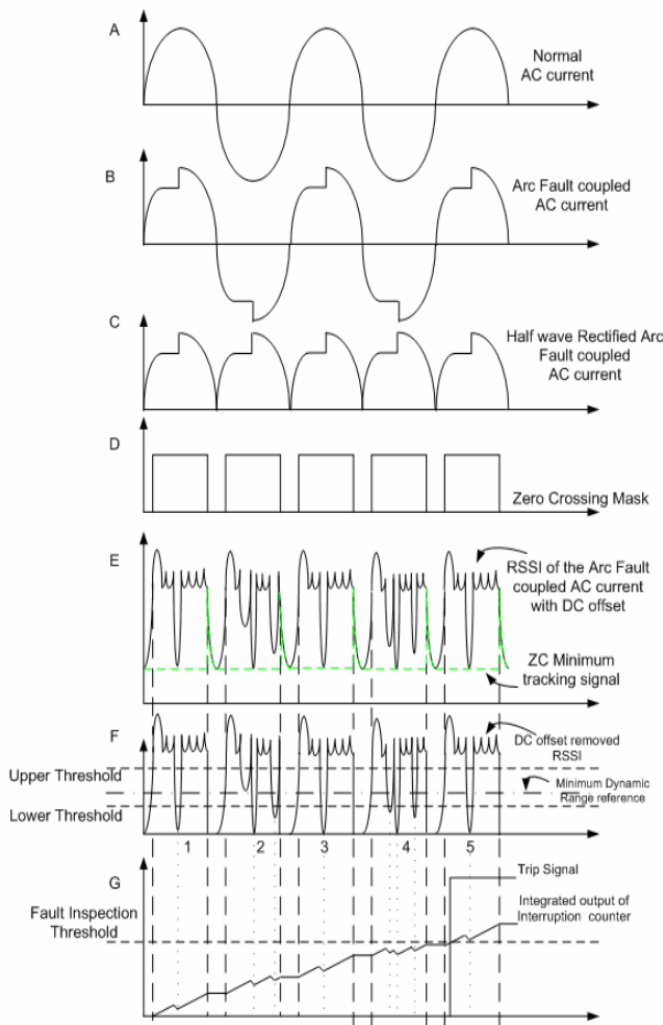 A
Normal
AC current
B
Arc Fault coupled
AC current
C
Half wave Rectified Arc
Fault coupled
AC current
D
Zero Crossing Mask
E
RSSI of the Arc Fault
coupled AC current
with DC offset
ZC Minimum
tracking signal
F
DC offset removed
RSSI
Upper Threshold
Minimum Dynamic
Range reference
Lower Threshold
1
2
3
4
5
G
Trip Signal
Fault Inspection
Threshold
Integrated output of
Interruption counter